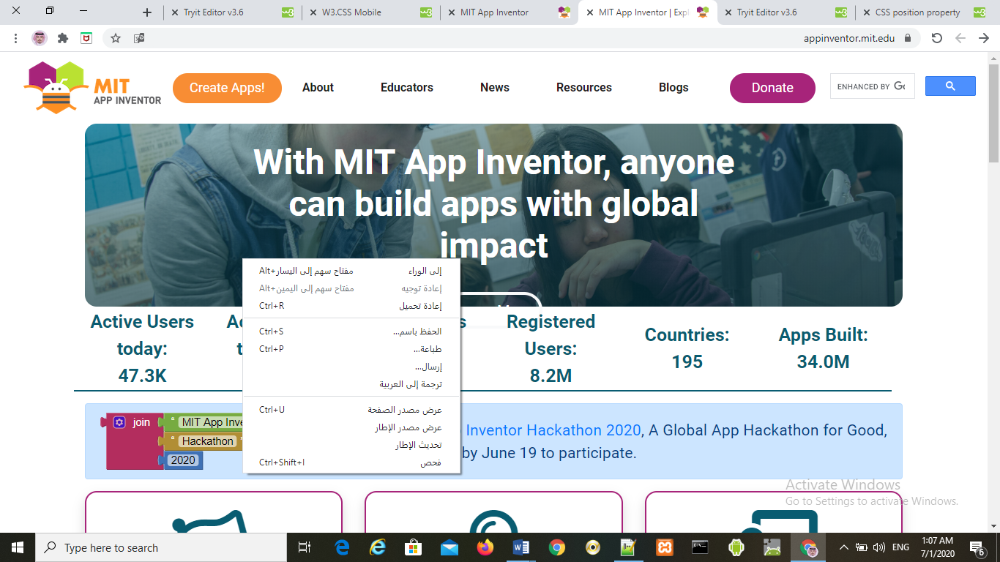 Tryit Editor v3.6
W3.CSS Mobile
MIT App Inventor
MIT App Inventor | Expl
Tryit Editor v3.6
CSS position property
appinventor.mit.edu
MIT
APP INVENTOR
Create Apps!
About
Educators
News
Resources
Blogs
Donate
ENHANCED BY Go
With MIT App Inventor, anyone
can build apps with global
impact
إلى الوراء Alt+مفتاح سهم إلى اليسار
إعادة توجيه Alt+مفتاح سهم إلى اليمين
إعادة تحميل Ctrl+R
الحفظ باسم... Ctrl+S
طباعة... Ctrl+P
إرسال...
ترجمة إلى العربية
عرض مصدر الصفحة Ctrl+U
عرض مصدر الإطار
تحديث الإطار
فحص Ctrl+Shift+I
Active Users
today:
47.3K
Registered
Users:
8.2M
Countries:
195
Apps Built:
34.0M
join
" MIT App Inve
" Hackathon "
2020
Inventor Hackathon 2020, A Global App Hackathon for Good,
by June 19 to participate.
Activate Windows
Go to Settings to activate Windows.
Type here to search
ENG
1:07 AM
7/1/2020
6